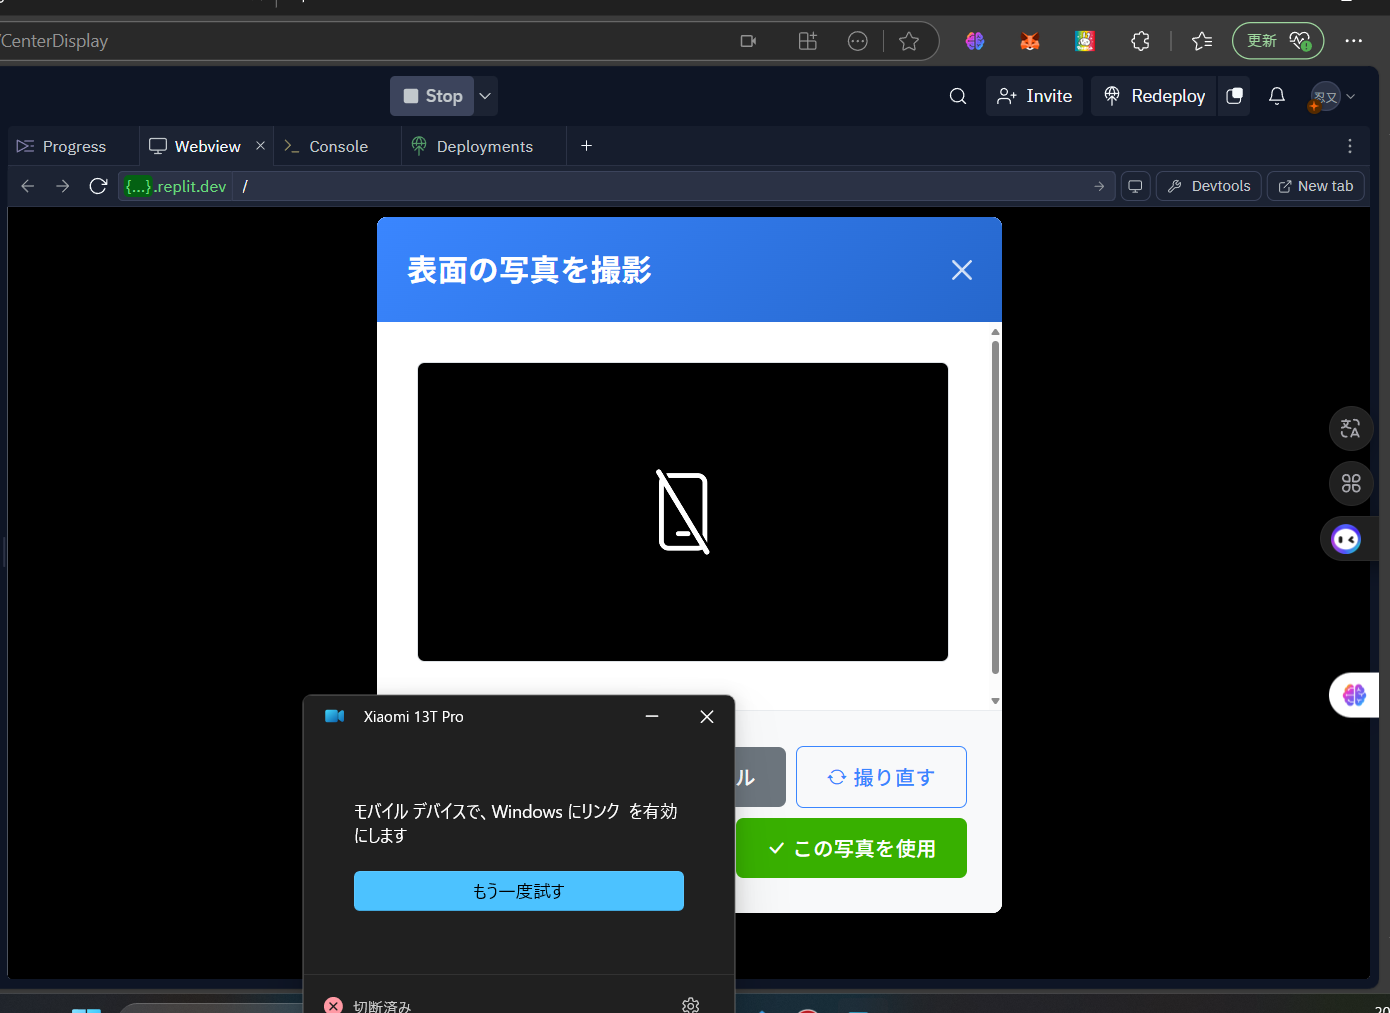 /CenterDisplay
更新
Stop
Invite
Redeploy
忍又
Progress
Webview
Console
Deployments
{...}.replit.dev
/
Devtools
New tab
表面の写真を撮影
Xiaomi 13T Pro
モバイル デバイスで、Windows にリンク を有効
にします
もう一度試す
切断済み
ル
撮り直す
この写真を使用
20